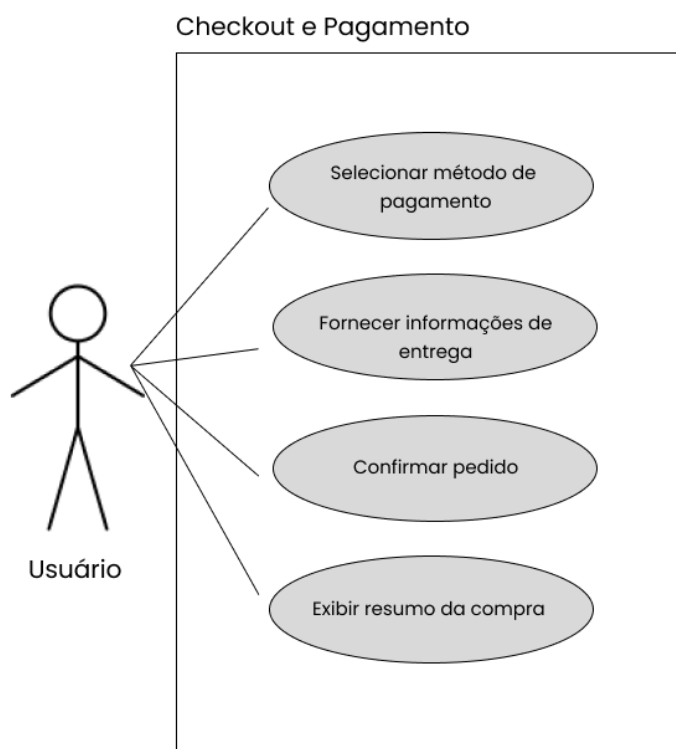 Checkout e Pagamento
Selecionar método de
pagamento
Fornecer informações de
entrega
Confirmar pedido
Exibir resumo da compra
Usuário